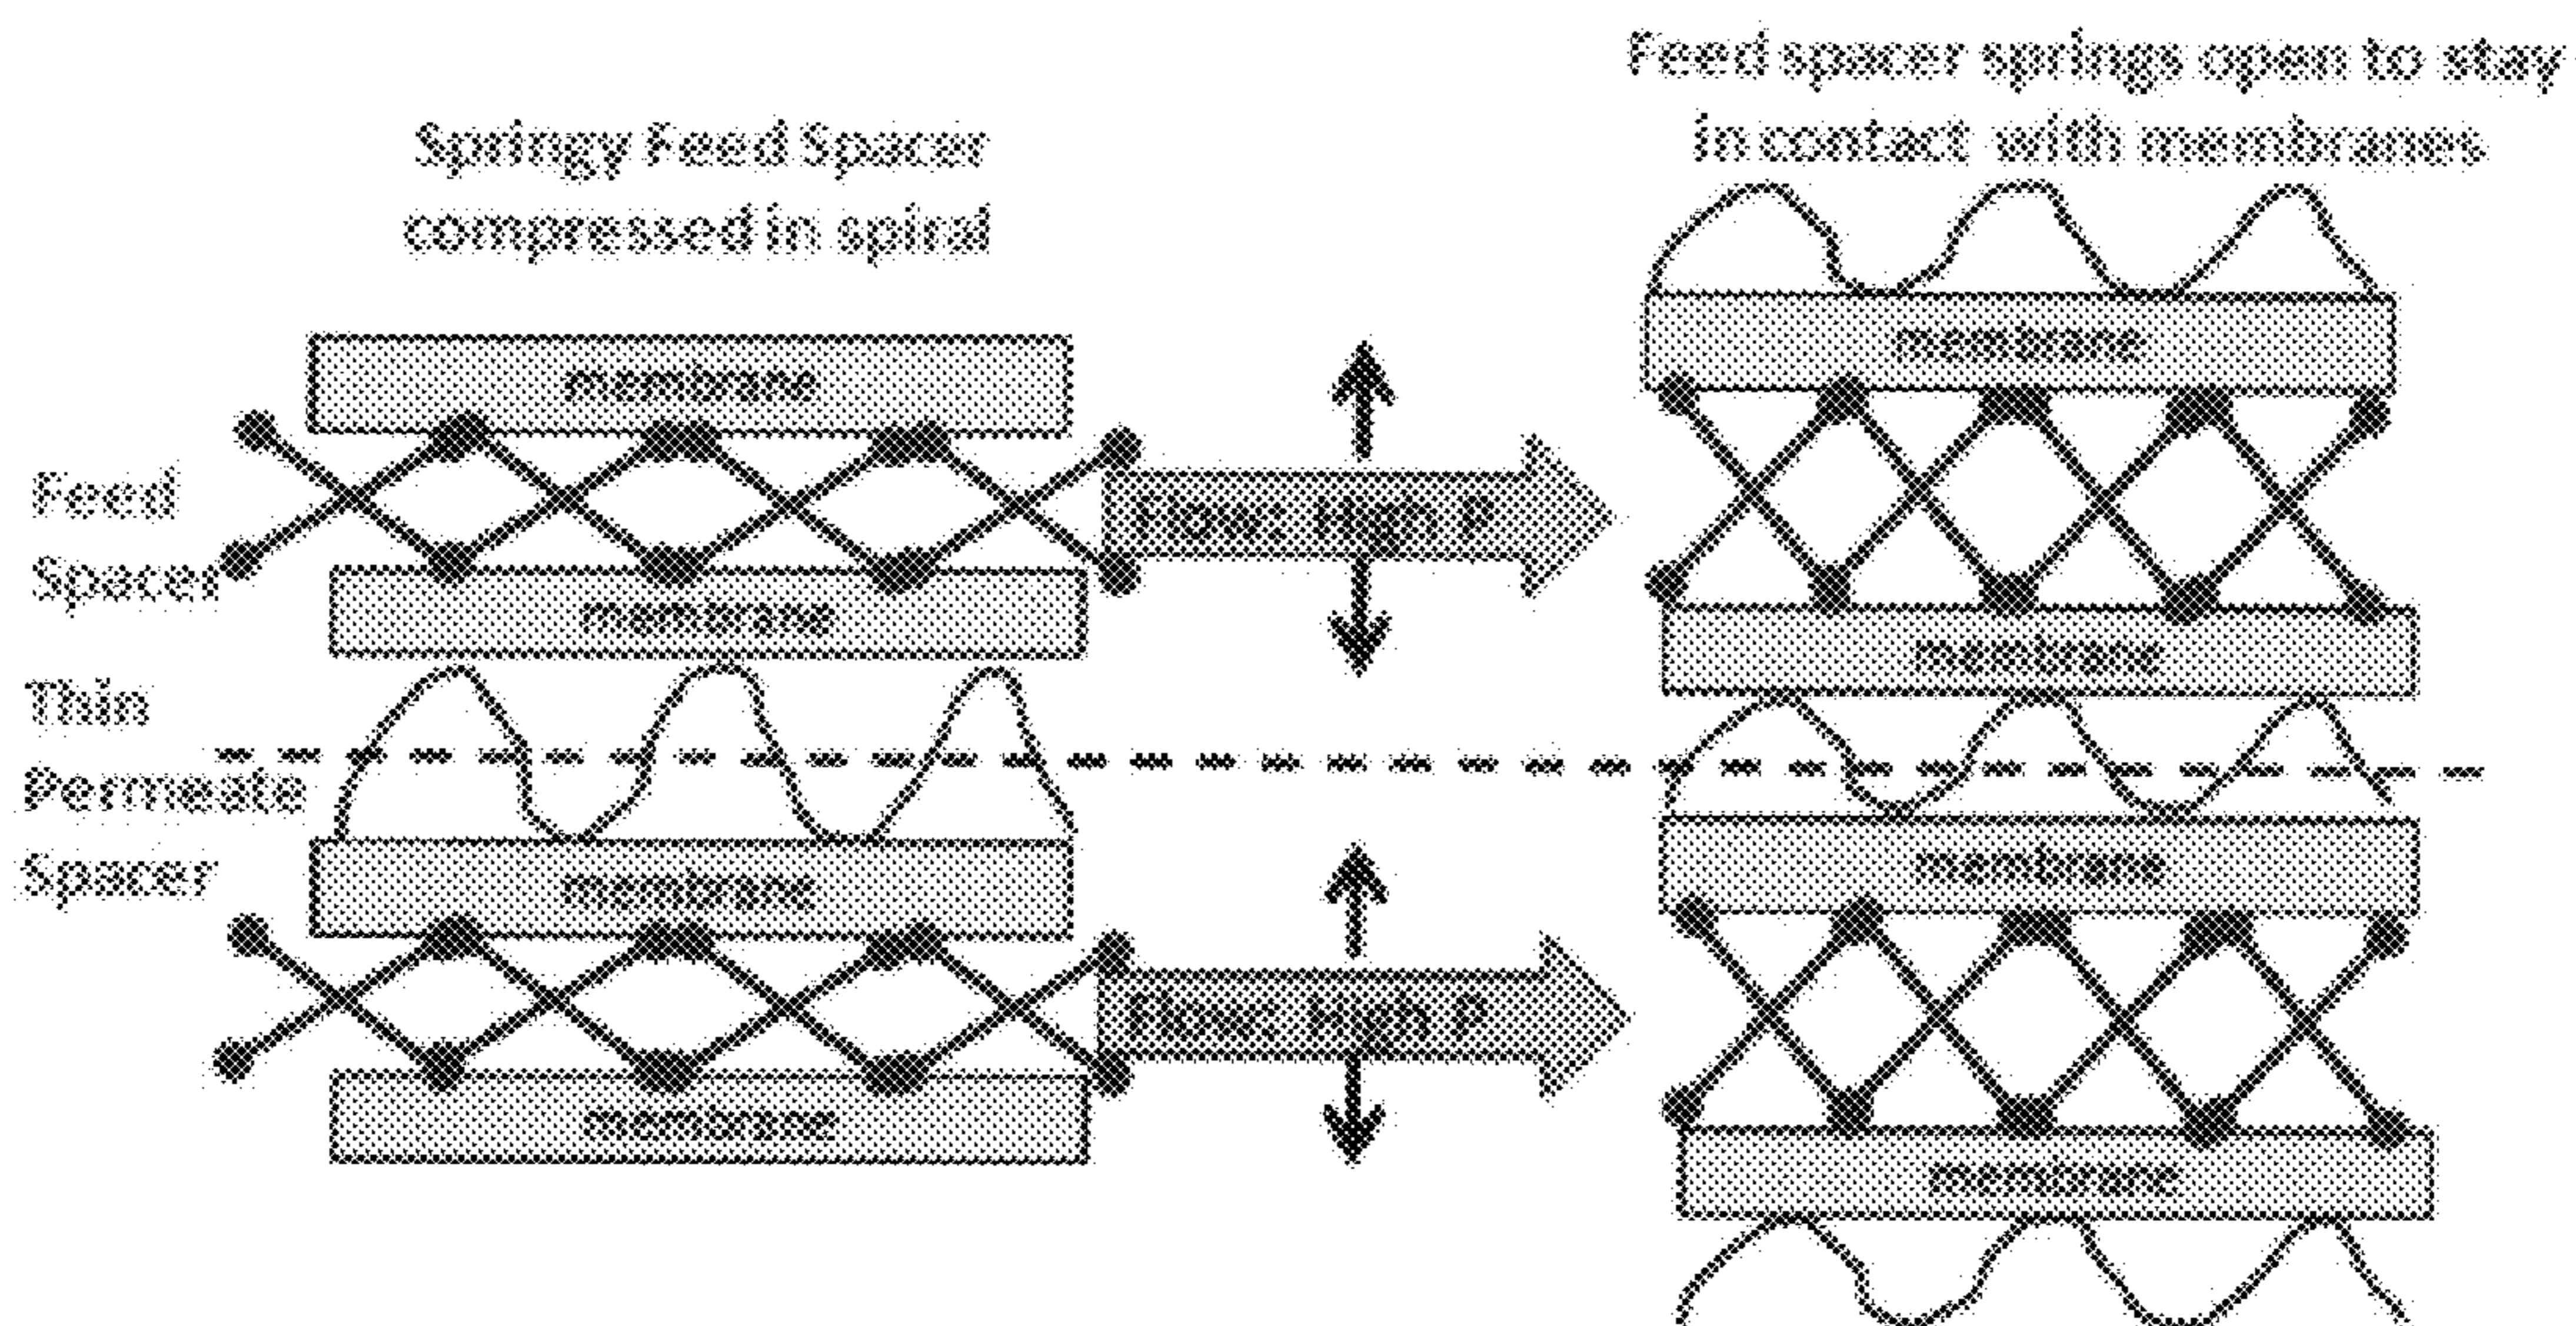 Feed spacer springs open to stay
in contact with membranes
Springy Feed Spacer
compressed in spiral
membrane
membrane
Feed
Spacer
Flow: High P
membrane
membrane
Thin
Permeate
Spacer
membrane
membrane
Flow: High P
membrane
membrane